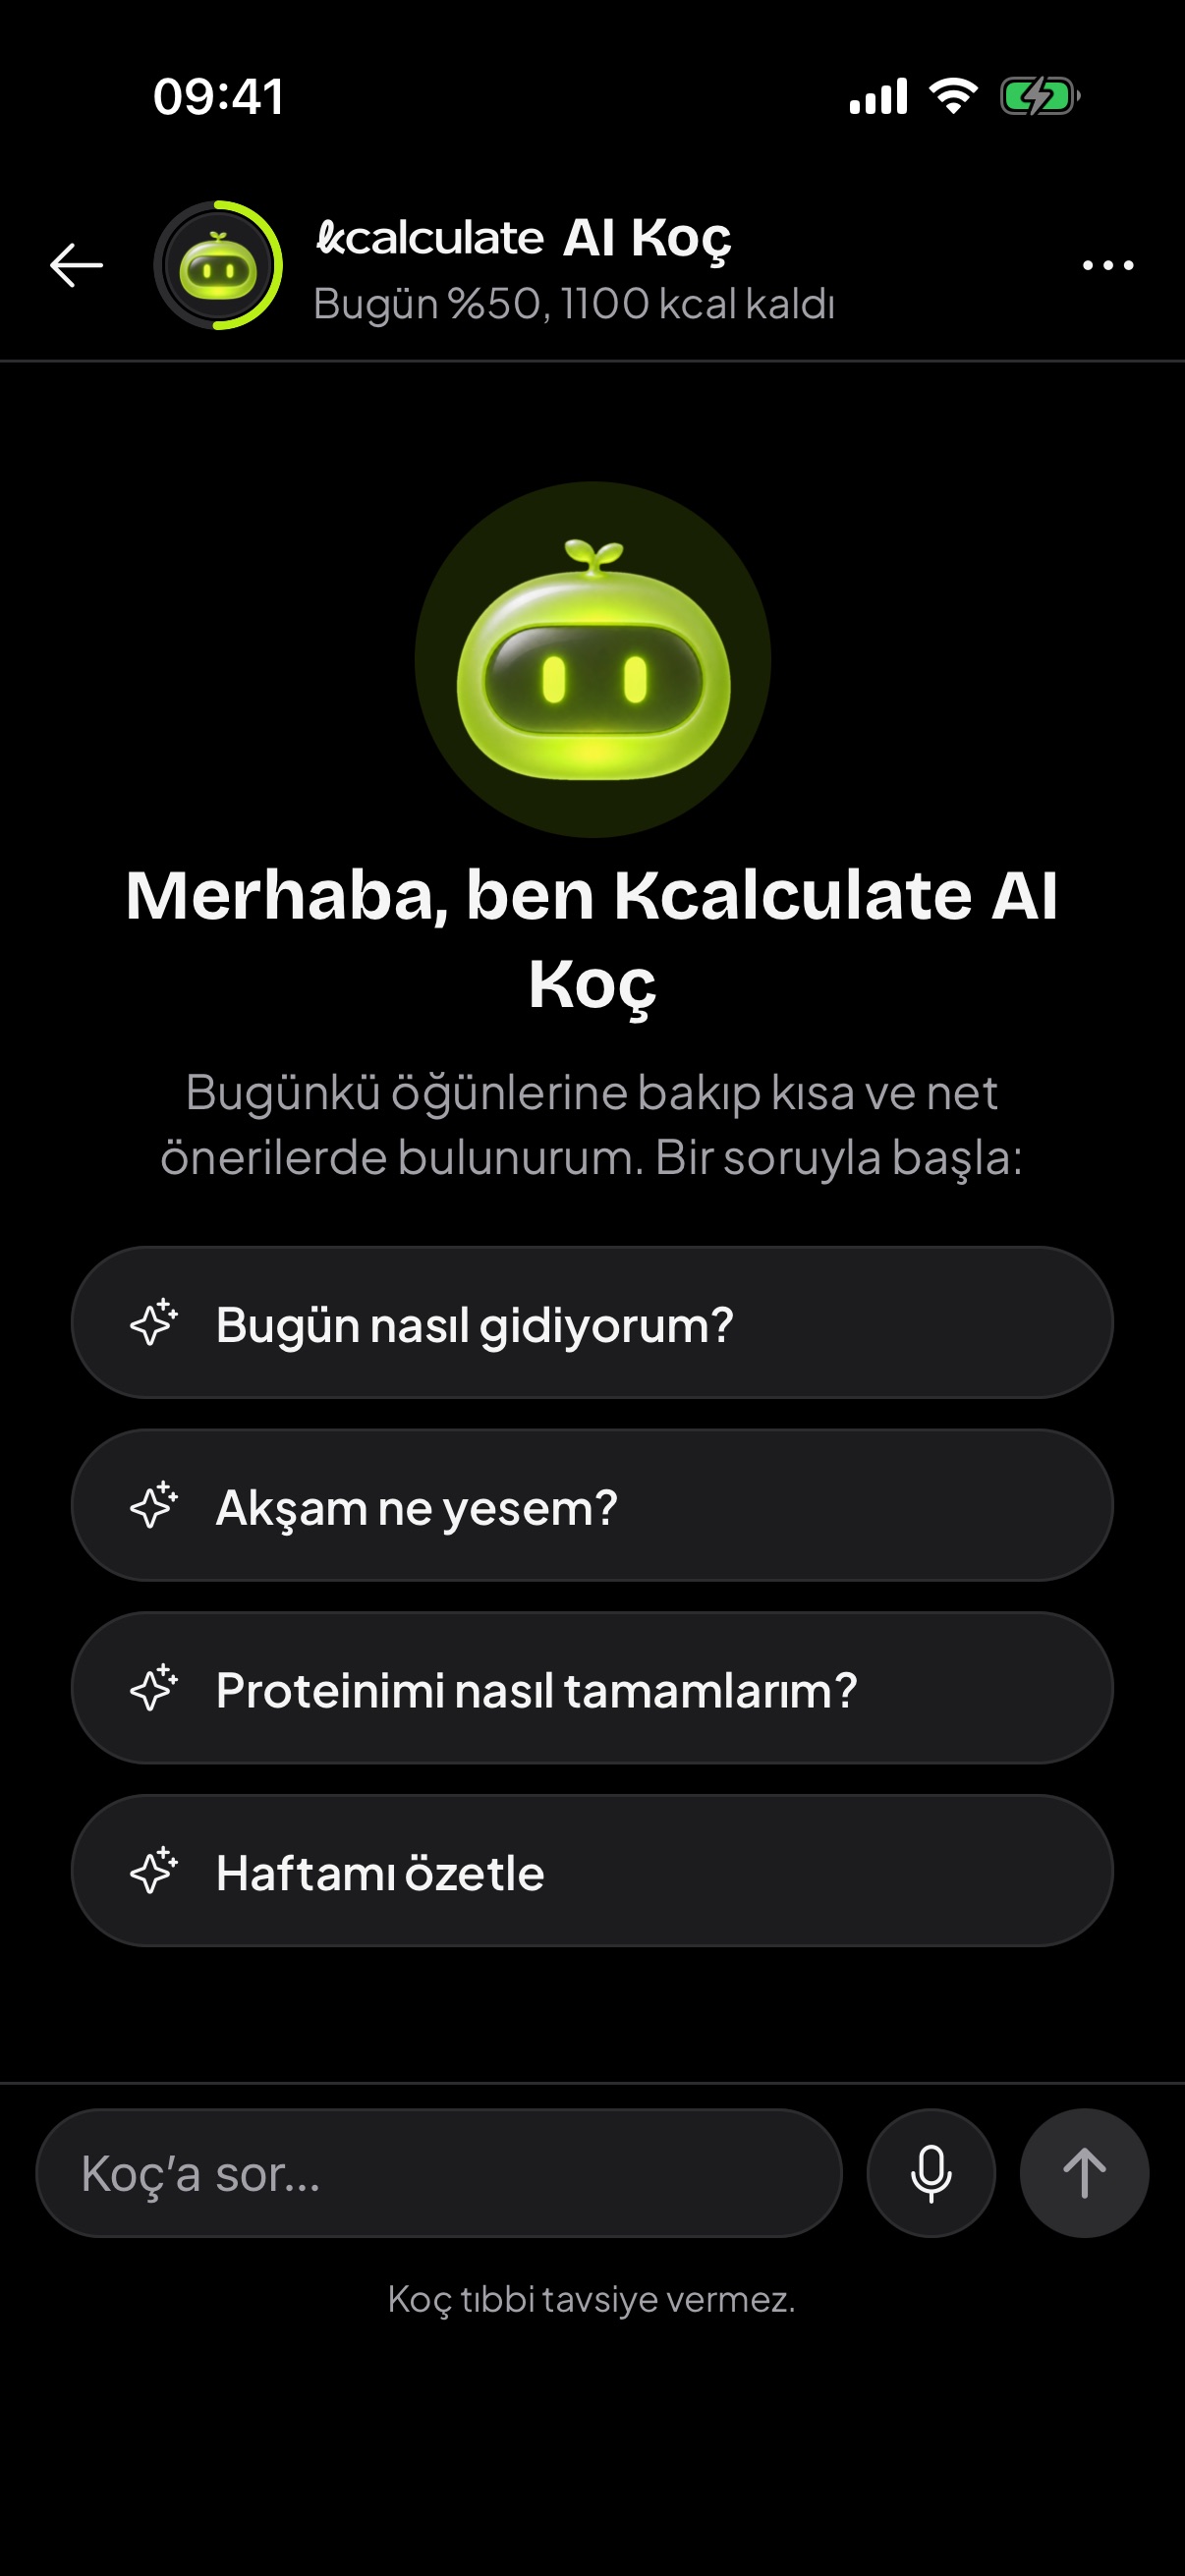 09:41
kcalculate AI Koç
Bugün %50, 1100 kcal kaldı
Merhaba, ben Kcalculate AI
Koç
Bugünkü öğünlerine bakıp kısa ve net
önerilerde bulunurum. Bir soruyla başla:
Bugün nasıl gidiyorum?
Akşam ne yesem?
Proteinimi nasıl tamamlarım?
Haftamı özetle
Koç’a sor...
Koç tıbbi tavsiye vermez.